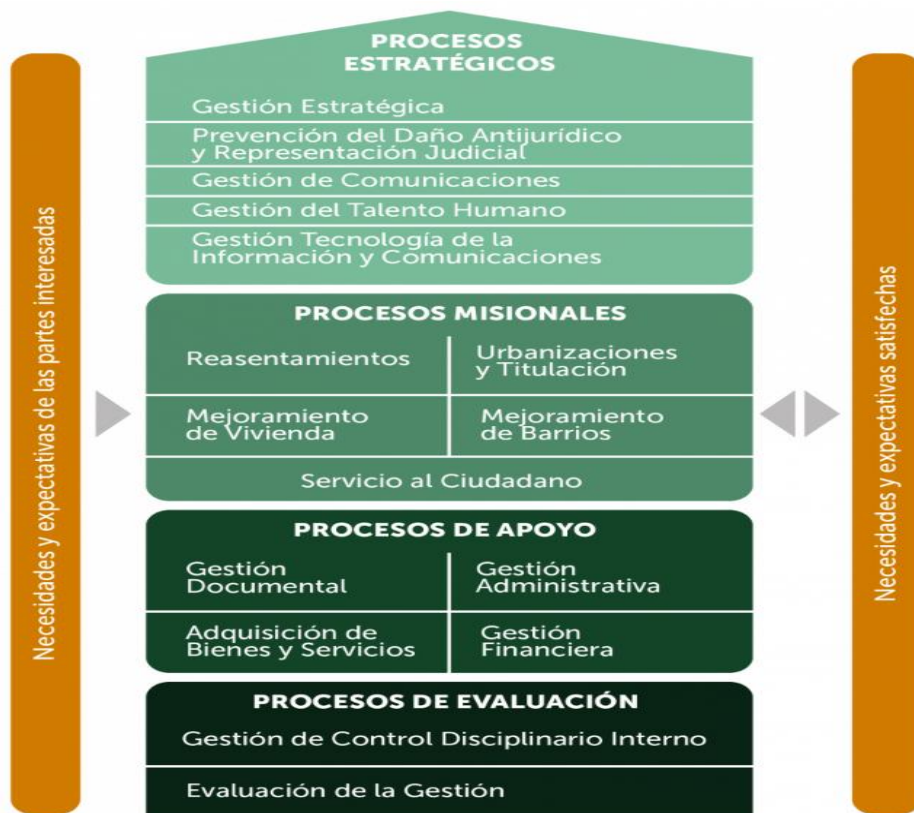 Necesidades y expectativas de las partes interesadas
PROCESOS
ESTRATÉGICOS
Gestión Estratégica
Prevención del Daño Antijurídico
y Representación Judicial
Gestión de Comunicaciones
Gestión del Talento Humano
Gestión Tecnología de la
Información y Comunicaciones
PROCESOS MISIONALES
Reasentamientos
Urbanizaciones
y Titulación
Mejoramiento
de Vivienda
Mejoramiento
de Barrios
Servicio al Ciudadano
PROCESOS DE APOYO
Gestión
Documental
Gestión
Administrativa
Adquisición de
Bienes y Servicios
Gestión
Financiera
PROCESOS DE EVALUACIÓN
Gestión de Control Disciplinario Interno
Evaluación de la Gestión
Necesidades y expectativas satisfechas